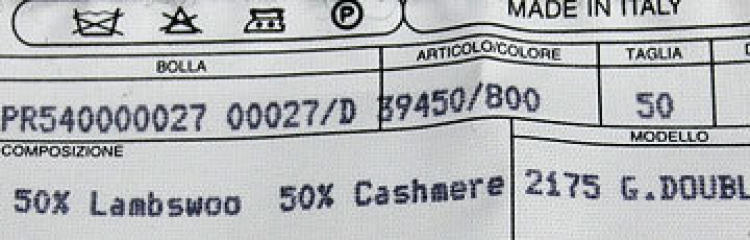 P
MADE IN ITALY
BOLLA ARTICOLO/COLORE TAGLIA
PR540000027 00027/D 39450/800 50
COMPOSIZIONE MODELLO
50% Lambswoo 50% Cashmere 2175 G.DOUBL